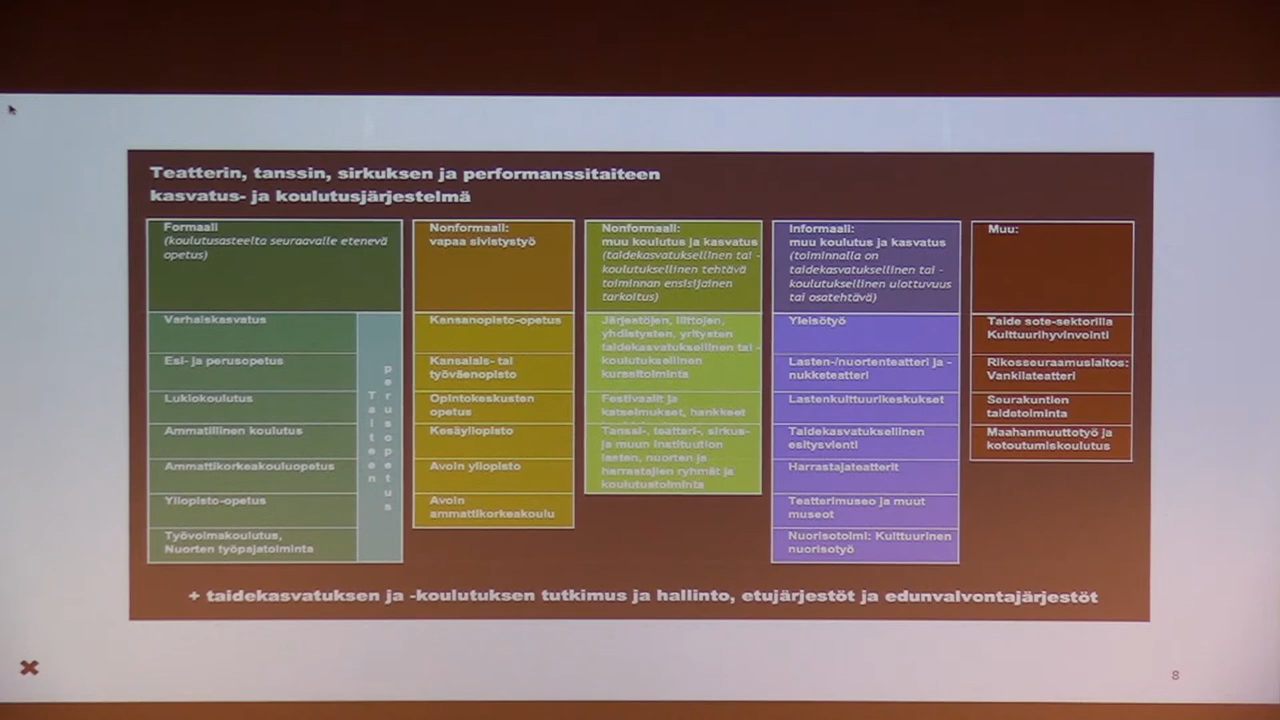 Teatterin, tanssin, sirkuksen ja performanssitaiteen
kasvatus- ja koulutusjärjestelmä
Formaali
(koulutusasteelta seuraavalle etenevä
opetus)
Varhaiskasvatus
Esi- ja perusopetus
Lukiokoulutus
Ammatillinen koulutus
Ammattikorkeakouluopetus
Yliopisto-opetus
Työvoimakoulutus,
Nuorten työpajatoiminta
Taiteen
perusopetus
Nonformaali:
vapaa sivistystyö
Kansanopisto-opetus
Kansalais- tai
työväenopisto
Opintokeskusten
opetus
Kesäyliopisto
Avoin yliopisto
Avoin
ammattikorkeakoulu
Nonformaali:
muu koulutus ja kasvatus
(taidekasvatuksellinen tai -
koulutuksellinen tehtävä
toiminnan ensisijainen
tarkoitus)
Järjestöjen, liittojen,
yhdistysten, yritysten
taidekasvatuksellinen tai -
koulutuksellinen
kurssitoiminta
Festivaalit ja
katselmukset, hankkeet
Tanssi-, teatteri-, sirkus-
ja muun instituution
lasten, nuorten ja
harrastajien ryhmät ja
koulutustoiminta
Informaali:
muu koulutus ja kasvatus
(toiminnalla on
taidekasvatuksellinen tai -
koulutuksellinen ulottuvuus
tai osatehtävä)
Yleisötyö
Lasten-/nuortenteatteri ja -
nukketeatteri
Lastenkulttuurikeskukset
Taidekasvatuksellinen
esitysvienti
Harrastajateatterit
Teatterimuseo ja muut
museot
Nuorisotoimi: Kulttuurinen
nuorisotyö
Muu:
Taide sote-sektorilla
Kulttuurihyvinvointi
Rikosseuraamuslaitos:
Vankilateatteri
Seurakuntien
taidetoiminta
Maahanmuuttotyö ja
kotoutumiskoulutus
+ taidekasvatuksen ja -koulutuksen tutkimus ja hallinto, etujärjestöt ja edunvalvontajärjestöt
8